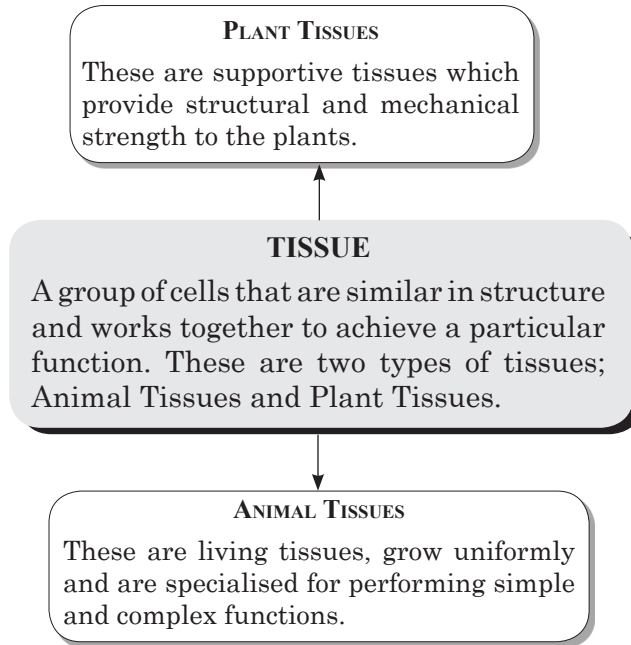 PLANT TISSUES
These are supportive tissues which
provide structural and mechanical
strength to the plants.
TISSUE
A group of cells that are similar in structure
and works together to achieve a particular
function. These are two types of tissues;
Animal Tissues and Plant Tissues.
ANIMAL TISSUES
These are living tissues, grow uniformly
and are specialised for performing simple
and complex functions.